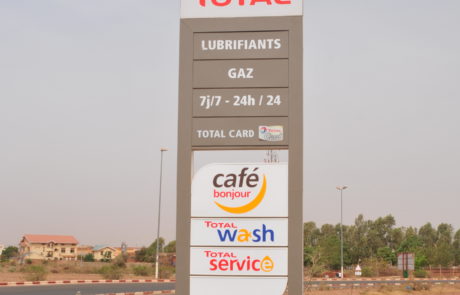 TOTAL
LUBRIFIANTS
GAZ
7j/7 - 24h / 24
TOTAL CARD
café
bonjour
TOTAL
wash
TOTAL
service